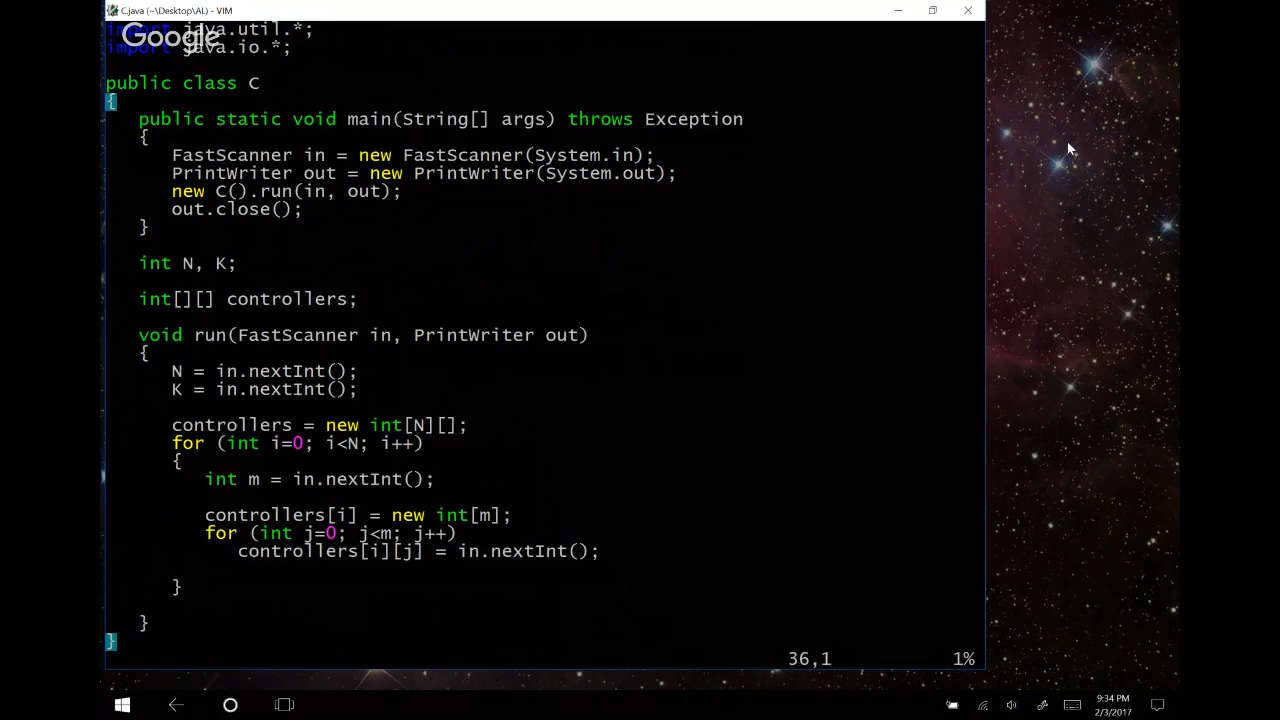 C.java (~\Desktop\AL) - VIM
import java.util.*;
Google
import java.io.*;
public class C
{
public static void main(String[] args) throws Exception
{
FastScanner in = new FastScanner(System.in);
PrintWriter out = new PrintWriter(System.out);
new C().run(in, out);
out.close();
}
int N, K;
int[][] controllers;
void run(FastScanner in, PrintWriter out)
{
N = in.nextInt();
K = in.nextInt();
controllers = new int[N][];
for (int i=0; i<N; i++)
{
int m = in.nextInt();
controllers[i] = new int[m];
for (int j=0; j<m; j++)
controllers[i][j] = in.nextInt();
}
}
}
36,1 1%
9:34 PM
2/3/2017